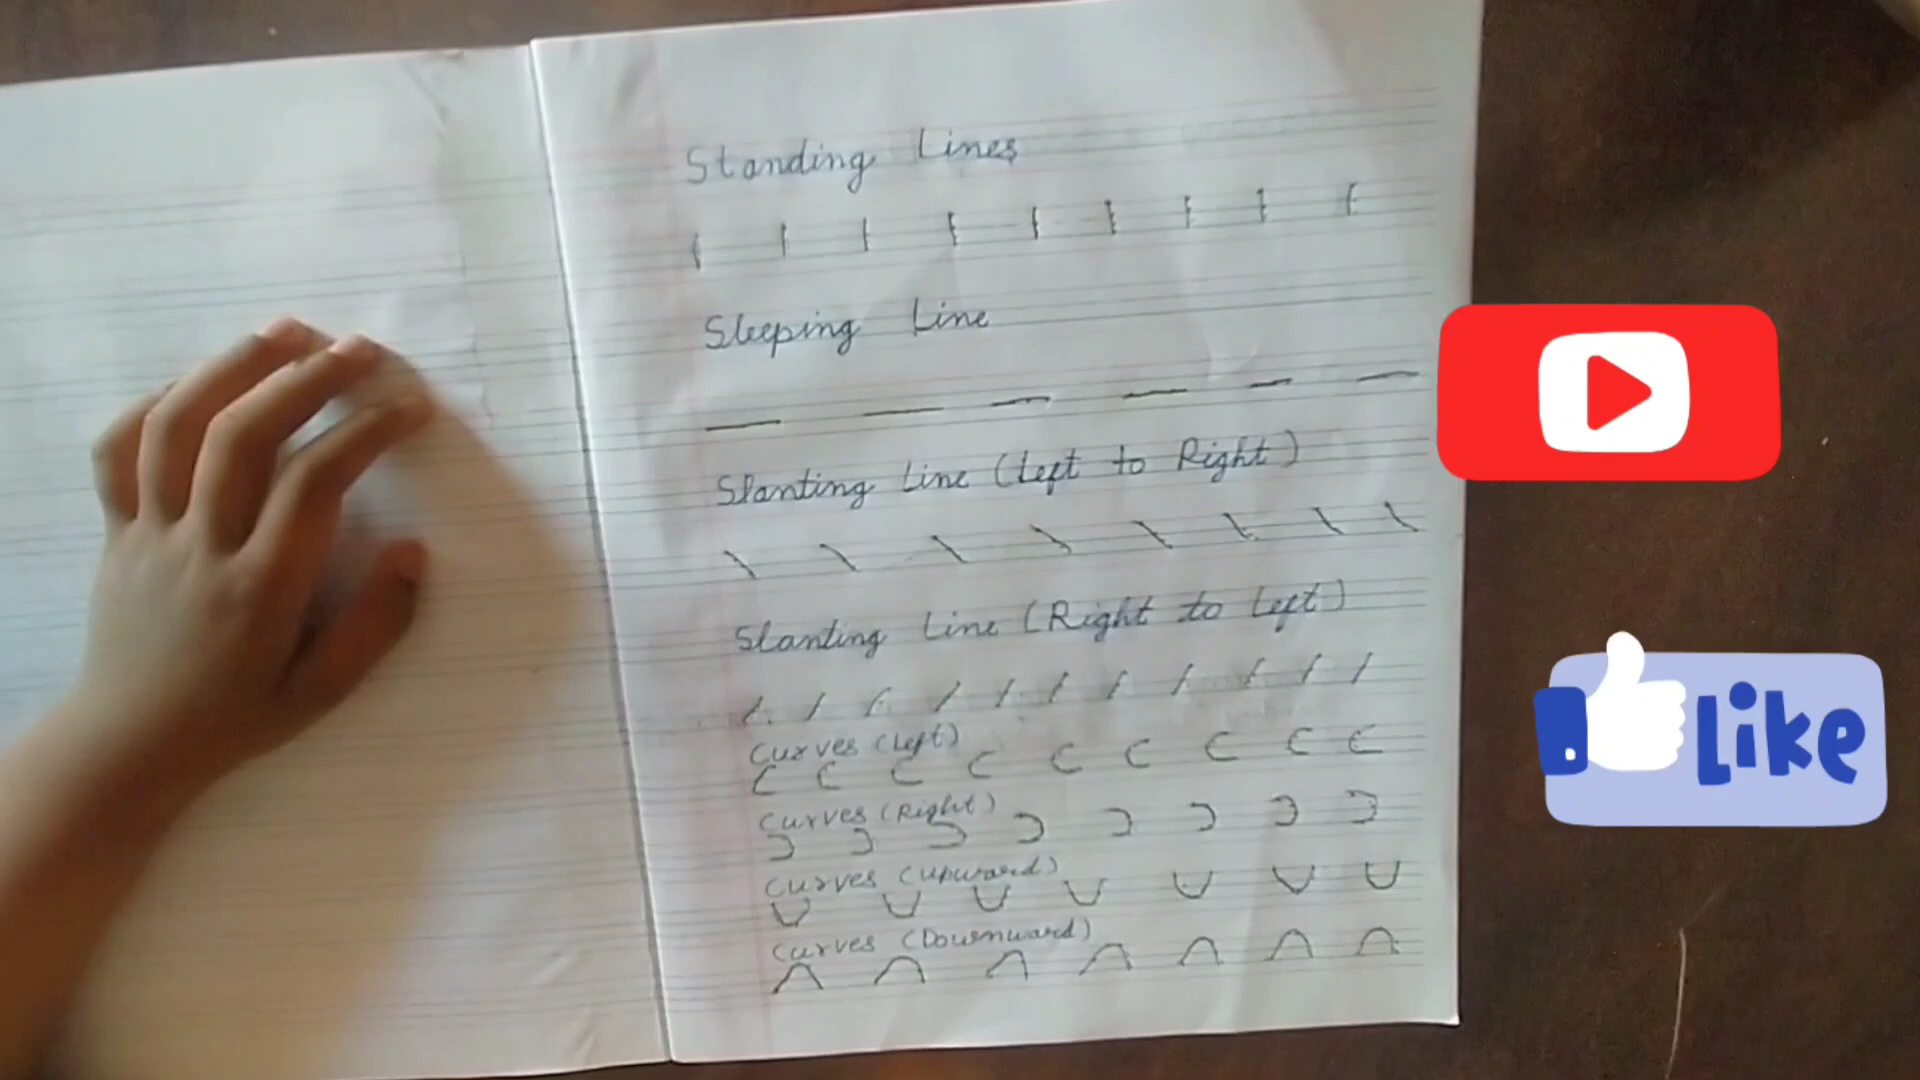 Standing Lines
Sleeping Line
Slanting Line (Left to Right)
Slanting Line (Right to Left)
Curves (Left)
Curves (Right)
Curves (Upward)
Curves (Downward)
Like